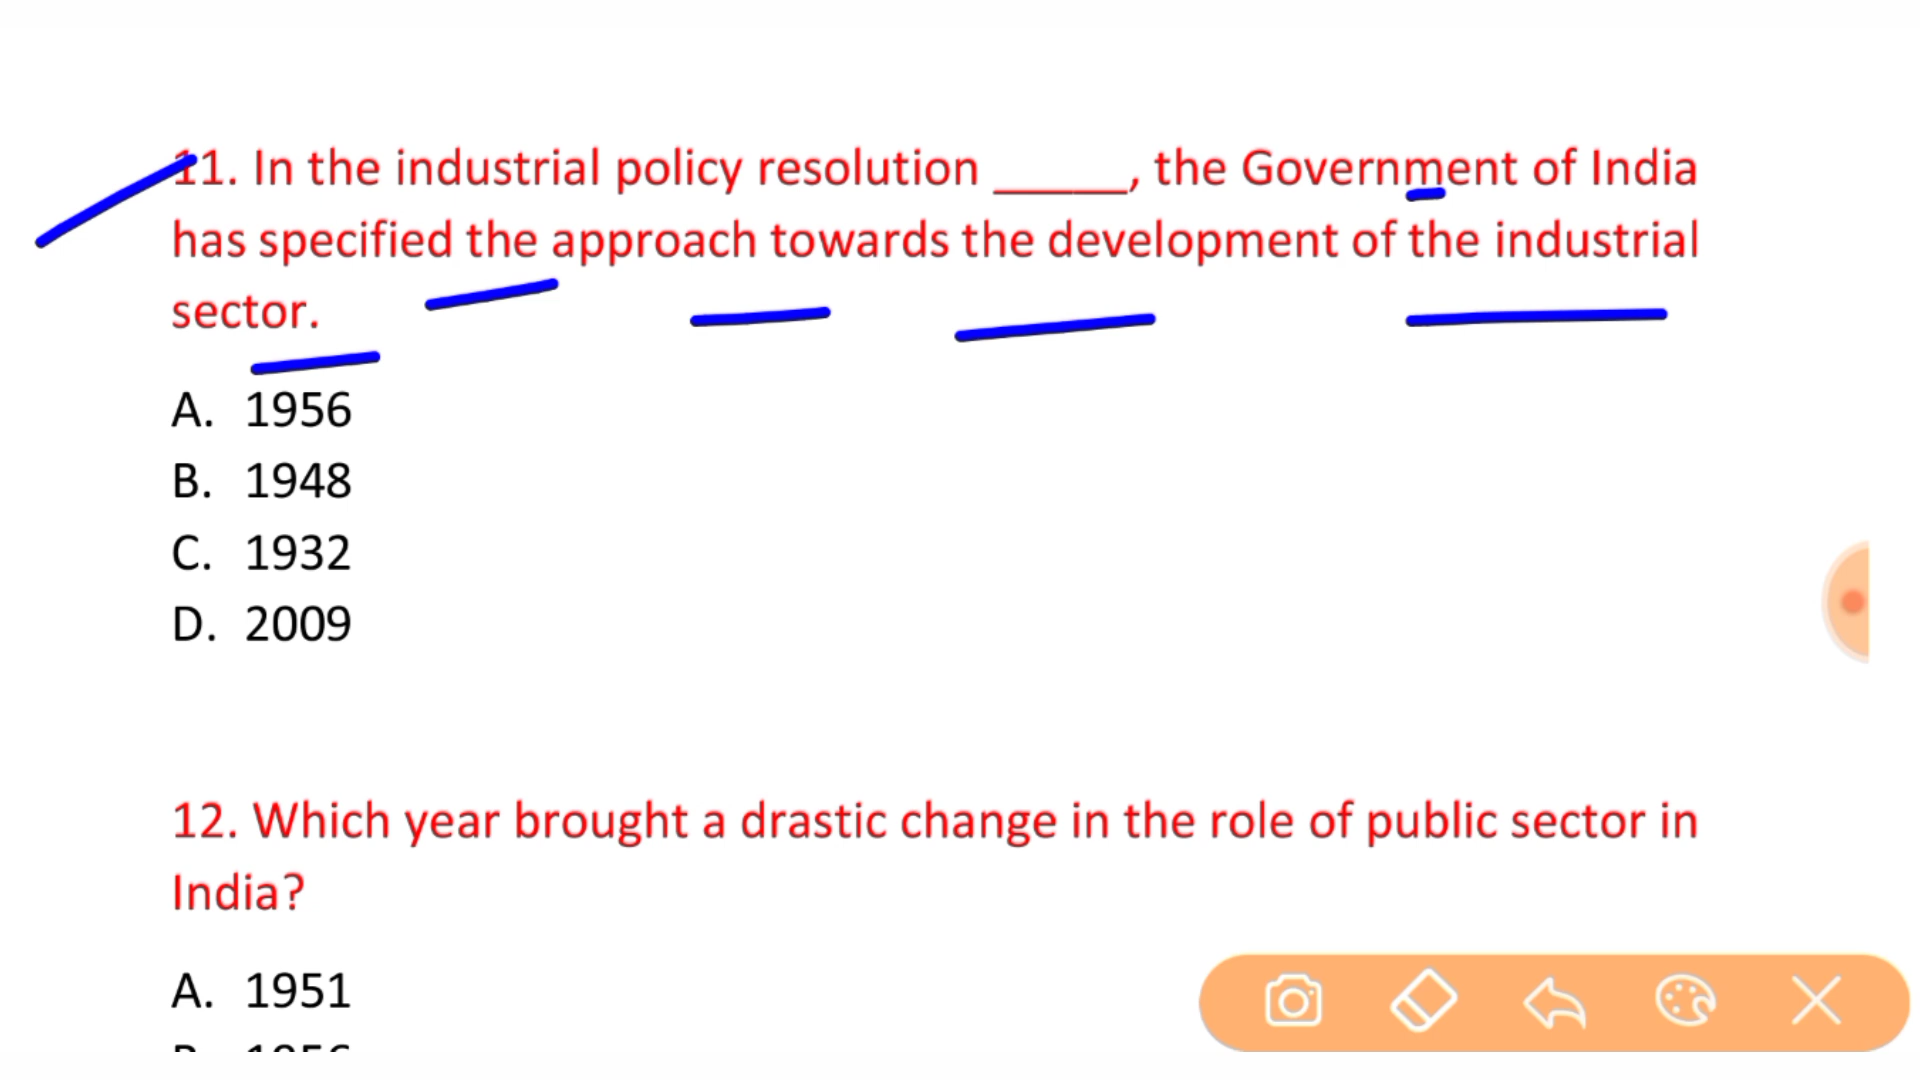 11. In the industrial policy resolution _____, the Government of India
has specified the approach towards the development of the industrial
sector.
A. 1956
B. 1948
C. 1932
D. 2009
12. Which year brought a drastic change in the role of public sector in
India?
A. 1951